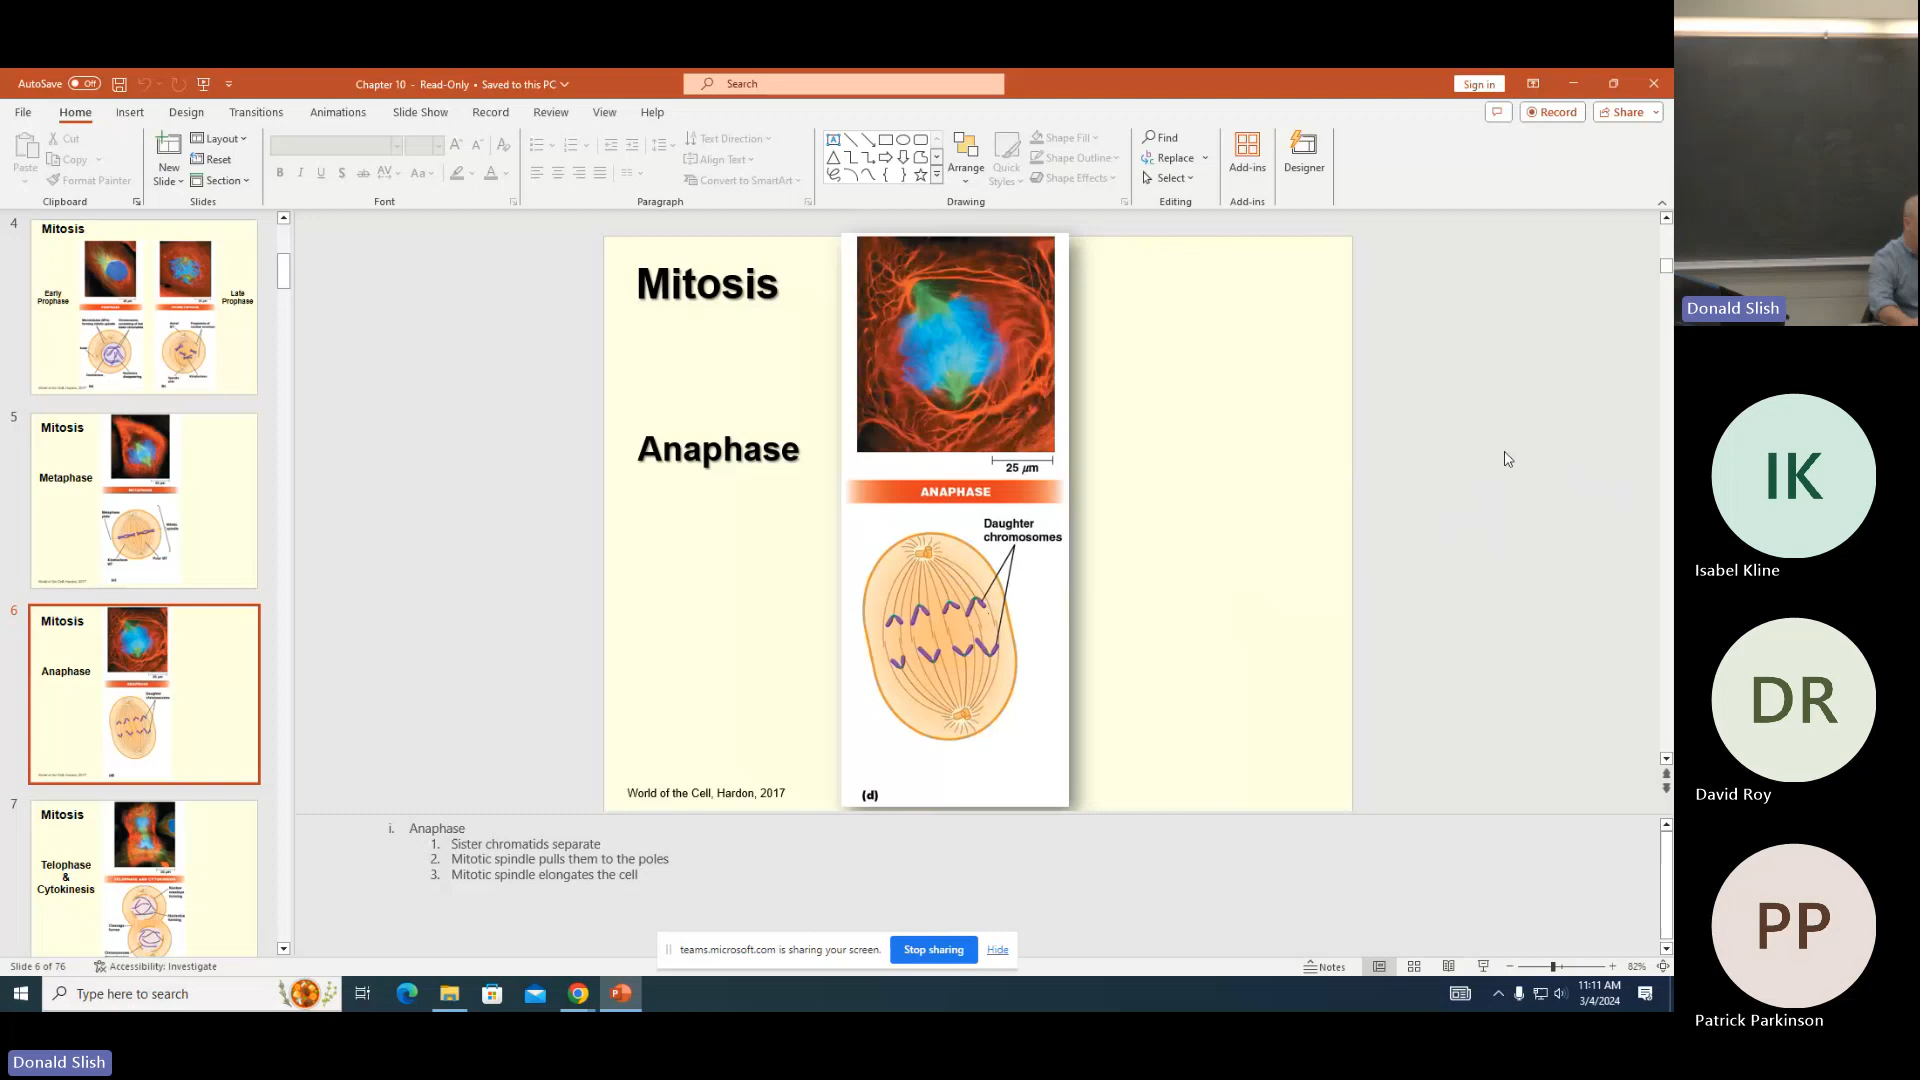 AutoSave Off
Chapter 10 - Read-Only • Saved to this PC
Search
Sign in
File Home Insert Design Transitions Animations Slide Show Record Review View Help
Record
Share
Paste
Cut
Copy
Format Painter
Clipboard
New Slide
Layout
Reset
Section
Slides
B I U S ab AV Aa A
Font
Text Direction
Align Text
Convert to SmartArt
Paragraph
Arrange
Quick Styles
Shape Fill
Shape Outline
Shape Effects
Drawing
Find
Replace
Select
Editing
Add-ins
Add-ins
Designer
4
Mitosis
Early Prophase
Late Prophase
5
Mitosis
Metaphase
6
Mitosis
Anaphase
7
Mitosis
Telophase
&
Cytokinesis
Mitosis
Anaphase
25 μm
ANAPHASE
Daughter
chromosomes
World of the Cell, Hardon, 2017
(d)
i. Anaphase
1. Sister chromatids separate
2. Mitotic spindle pulls them to the poles
3. Mitotic spindle elongates the cell
teams.microsoft.com is sharing your screen.
Stop sharing
Hide
Slide 6 of 76
Accessibility: Investigate
Notes
82%
Type here to search
11:11 AM
3/4/2024
Donald Slish
IK
Isabel Kline
DR
David Roy
PP
Patrick Parkinson
Donald Slish